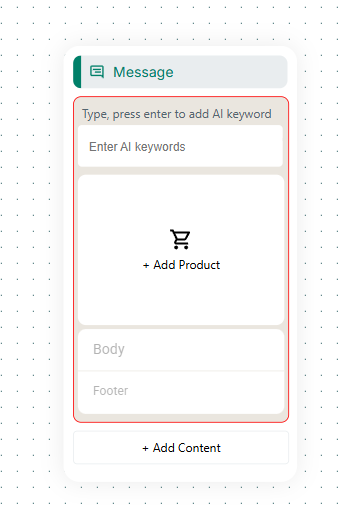 Message
Type, press enter to add AI keyword
Enter AI keywords
+ Add Product
Body
Footer
+ Add Content